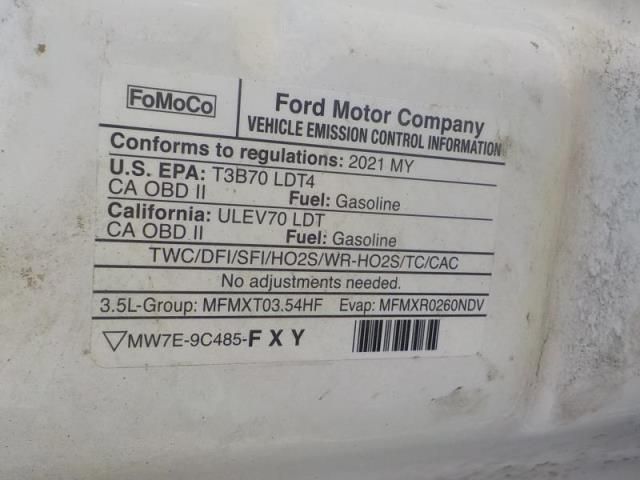 FoMoCo
Ford Motor Company
VEHICLE EMISSION CONTROL INFORMATION
Conforms to regulations: 2021 MY
U.S. EPA: T3B70 LDT4
CA OBD II Fuel: Gasoline
California: ULEV70 LDT
CA OBD II Fuel: Gasoline
TWC/DFI/SFI/HO2S/WR-HO2S/TC/CAC
No adjustments needed.
3.5L-Group: MFMXT03.54HF Evap: MFMXR0260NDV
MW7E-9C485-F X Y